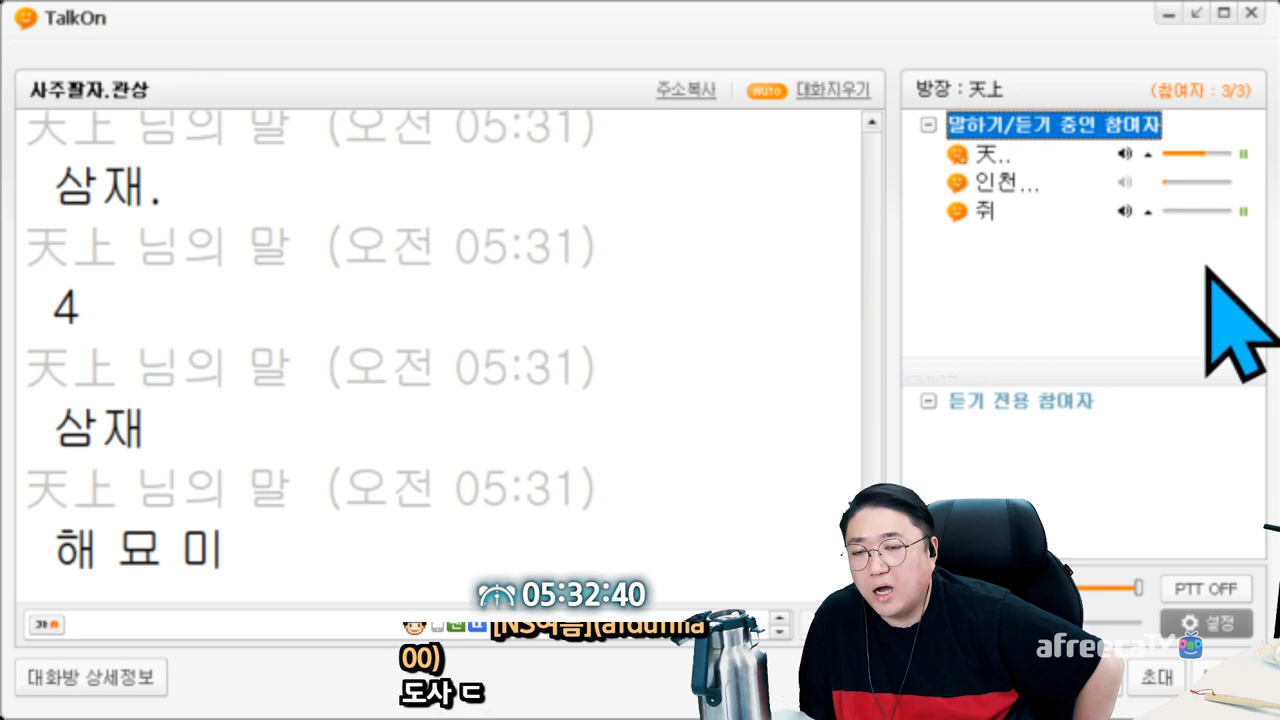 TalkOn
사주팔자.관상
주소복사
AUTO
대화지우기
天上 님의 말 (오전 05:31)
삼재.
天上 님의 말 (오전 05:31)
4
天上 님의 말 (오전 05:31)
삼재
天上 님의 말 (오전 05:31)
해 묘 미
방장 : 天上
(참여자 : 3/3)
말하기/듣기 중인 참여자
天..
인천...
쥐
듣기 전용 참여자
05:32:40
00)
도사 ㄷ
가
대화방 상세정보
PTT OFF
설정
afreecaTV
초대